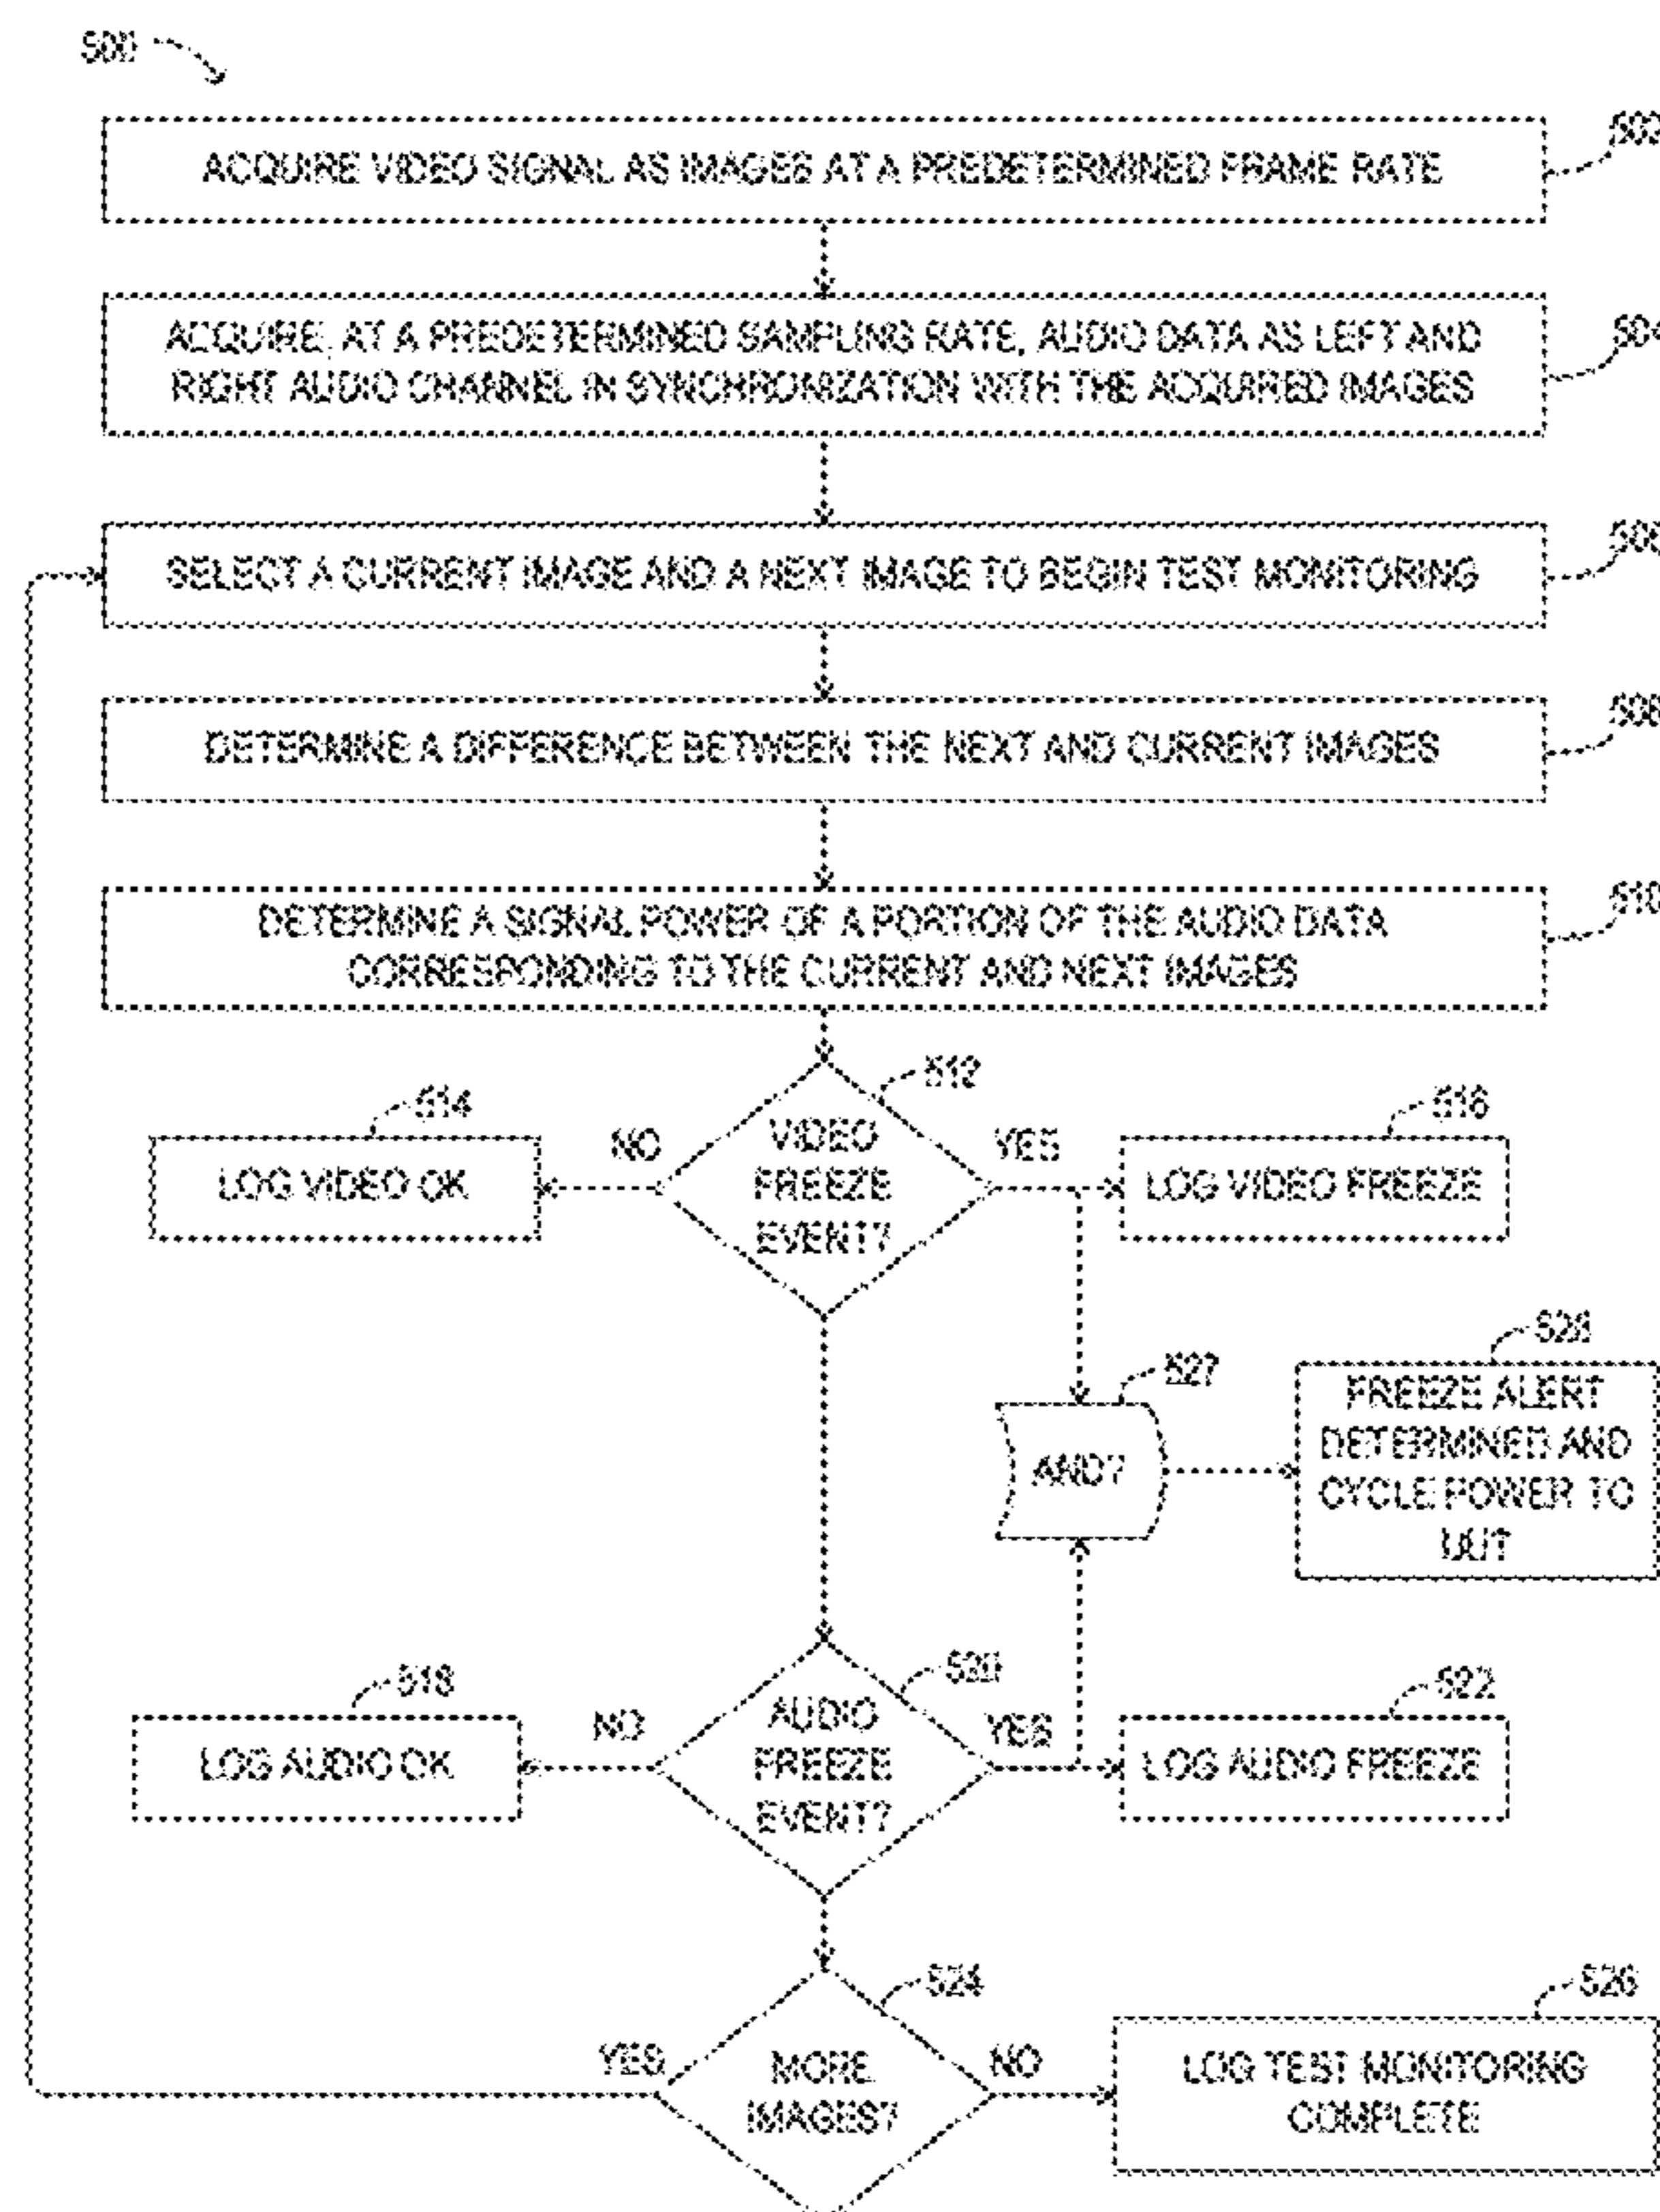 500
502
ACQUIRE VIDEO SIGNAL AS IMAGES AT A PREDETERMINED FRAME RATE
504
ACQUIRE, AT A PREDETERMINED SAMPLING RATE, AUDIO DATA AS LEFT AND
RIGHT AUDIO CHANNEL IN SYNCHRONIZATION WITH THE ACQUIRED IMAGES
506
SELECT A CURRENT IMAGE AND A NEXT IMAGE TO BEGIN TEST MONITORING
508
DETERMINE A DIFFERENCE BETWEEN THE NEXT AND CURRENT IMAGES
510
DETERMINE A SIGNAL POWER OF A PORTION OF THE AUDIO DATA
CORRESPONDING TO THE CURRENT AND NEXT IMAGES
512
514
516
NO
VIDEO
FREEZE
EVENT?
YES
LOG VIDEO OK
LOG VIDEO FREEZE
527
528
AND?
FREEZE ALERT
DETERMINED AND
CYCLE POWER TO
UUT
518
520
522
NO
AUDIO
FREEZE
EVENT?
YES
LOG AUDIO OK
LOG AUDIO FREEZE
524
526
YES
MORE
IMAGES?
NO
LOG TEST MONITORING
COMPLETE